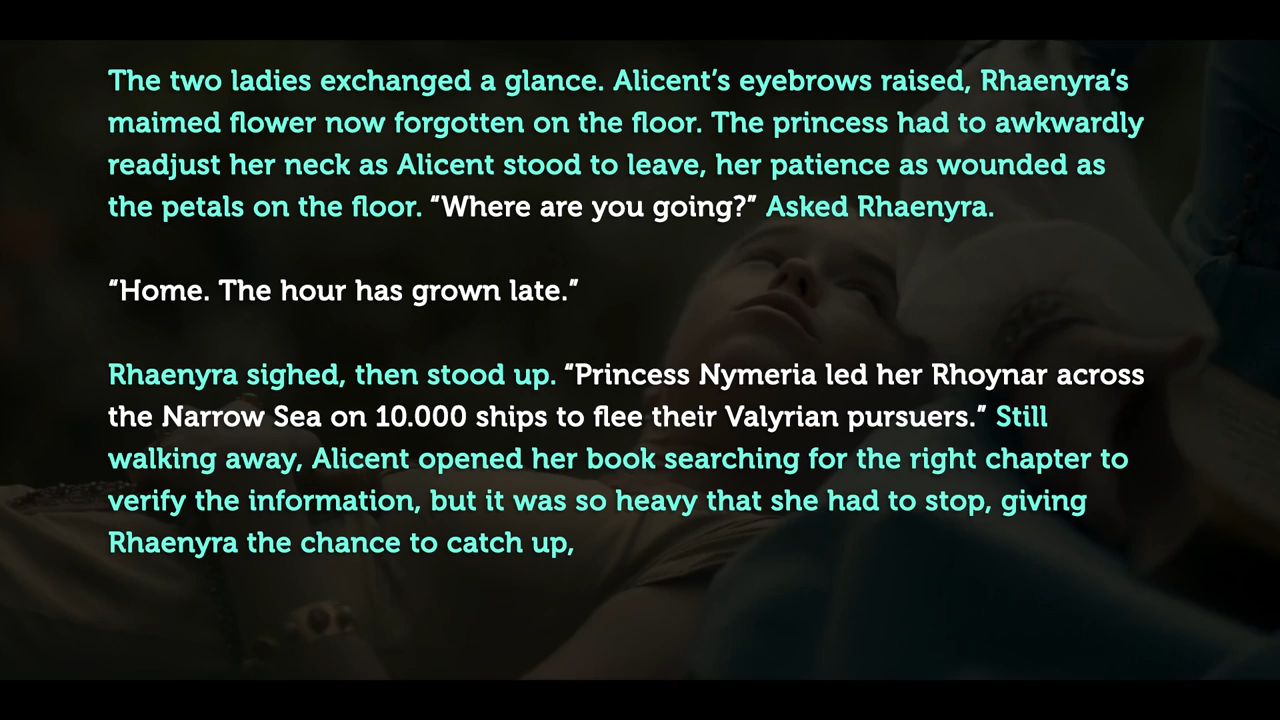 The two ladies exchanged a glance. Alicent’s eyebrows raised, Rhaenyra’s
maimed flower now forgotten on the floor. The princess had to awkwardly
readjust her neck as Alicent stood to leave, her patience as wounded as
the petals on the floor. “Where are you going?” Asked Rhaenyra.
“Home. The hour has grown late.”
Rhaenyra sighed, then stood up. “Princess Nymeria led her Rhoynar across
the Narrow Sea on 10.000 ships to flee their Valyrian pursuers.” Still
walking away, Alicent opened her book searching for the right chapter to
verify the information, but it was so heavy that she had to stop, giving
Rhaenyra the chance to catch up,